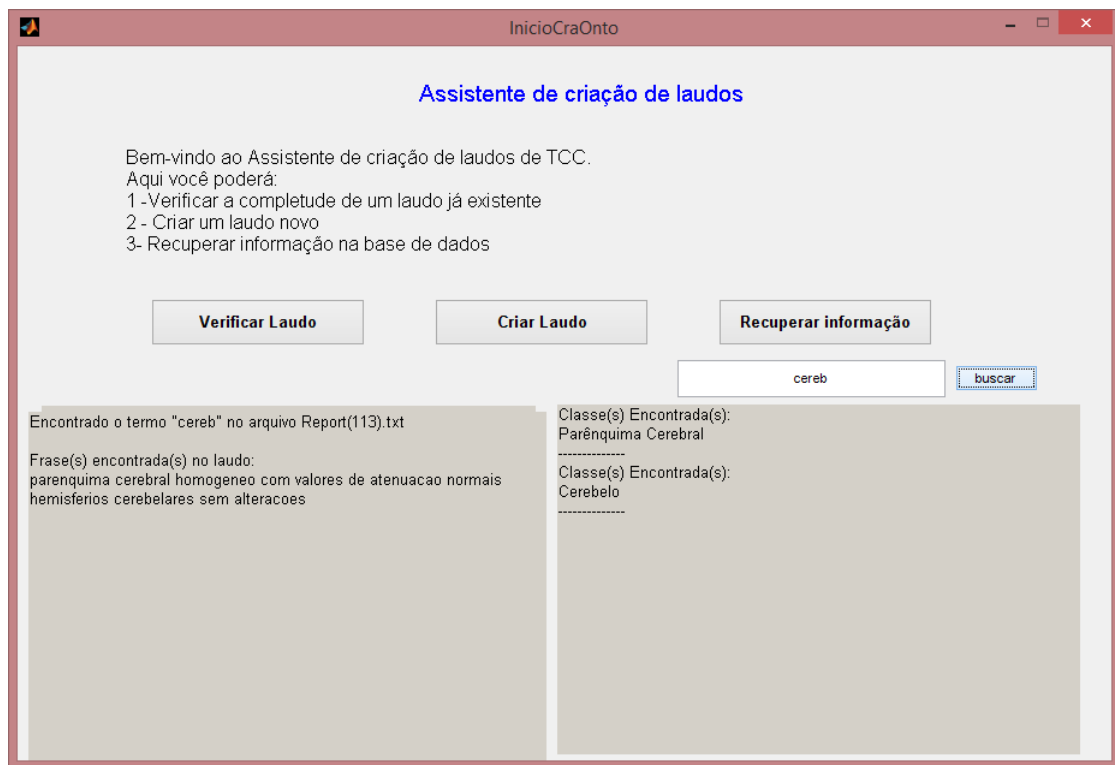 InicioCraOnto
Assistente de criação de laudos
Bem-vindo ao Assistente de criação de laudos de TCC.
Aqui você poderá:
1 -Verificar a completude de um laudo já existente
2 - Criar um laudo novo
3- Recuperar informação na base de dados
Verificar Laudo
Criar Laudo
Recuperar informação
cereb
buscar
Encontrado o termo "cereb" no arquivo Report(113).txt
Frase(s) encontrada(s) no laudo:
parenquima cerebral homogeneo com valores de atenuacao normais
hemisferios cerebelares sem alteracoes
Classe(s) Encontrada(s):
Parênquima Cerebral
--------------
Classe(s) Encontrada(s):
Cerebelo
--------------